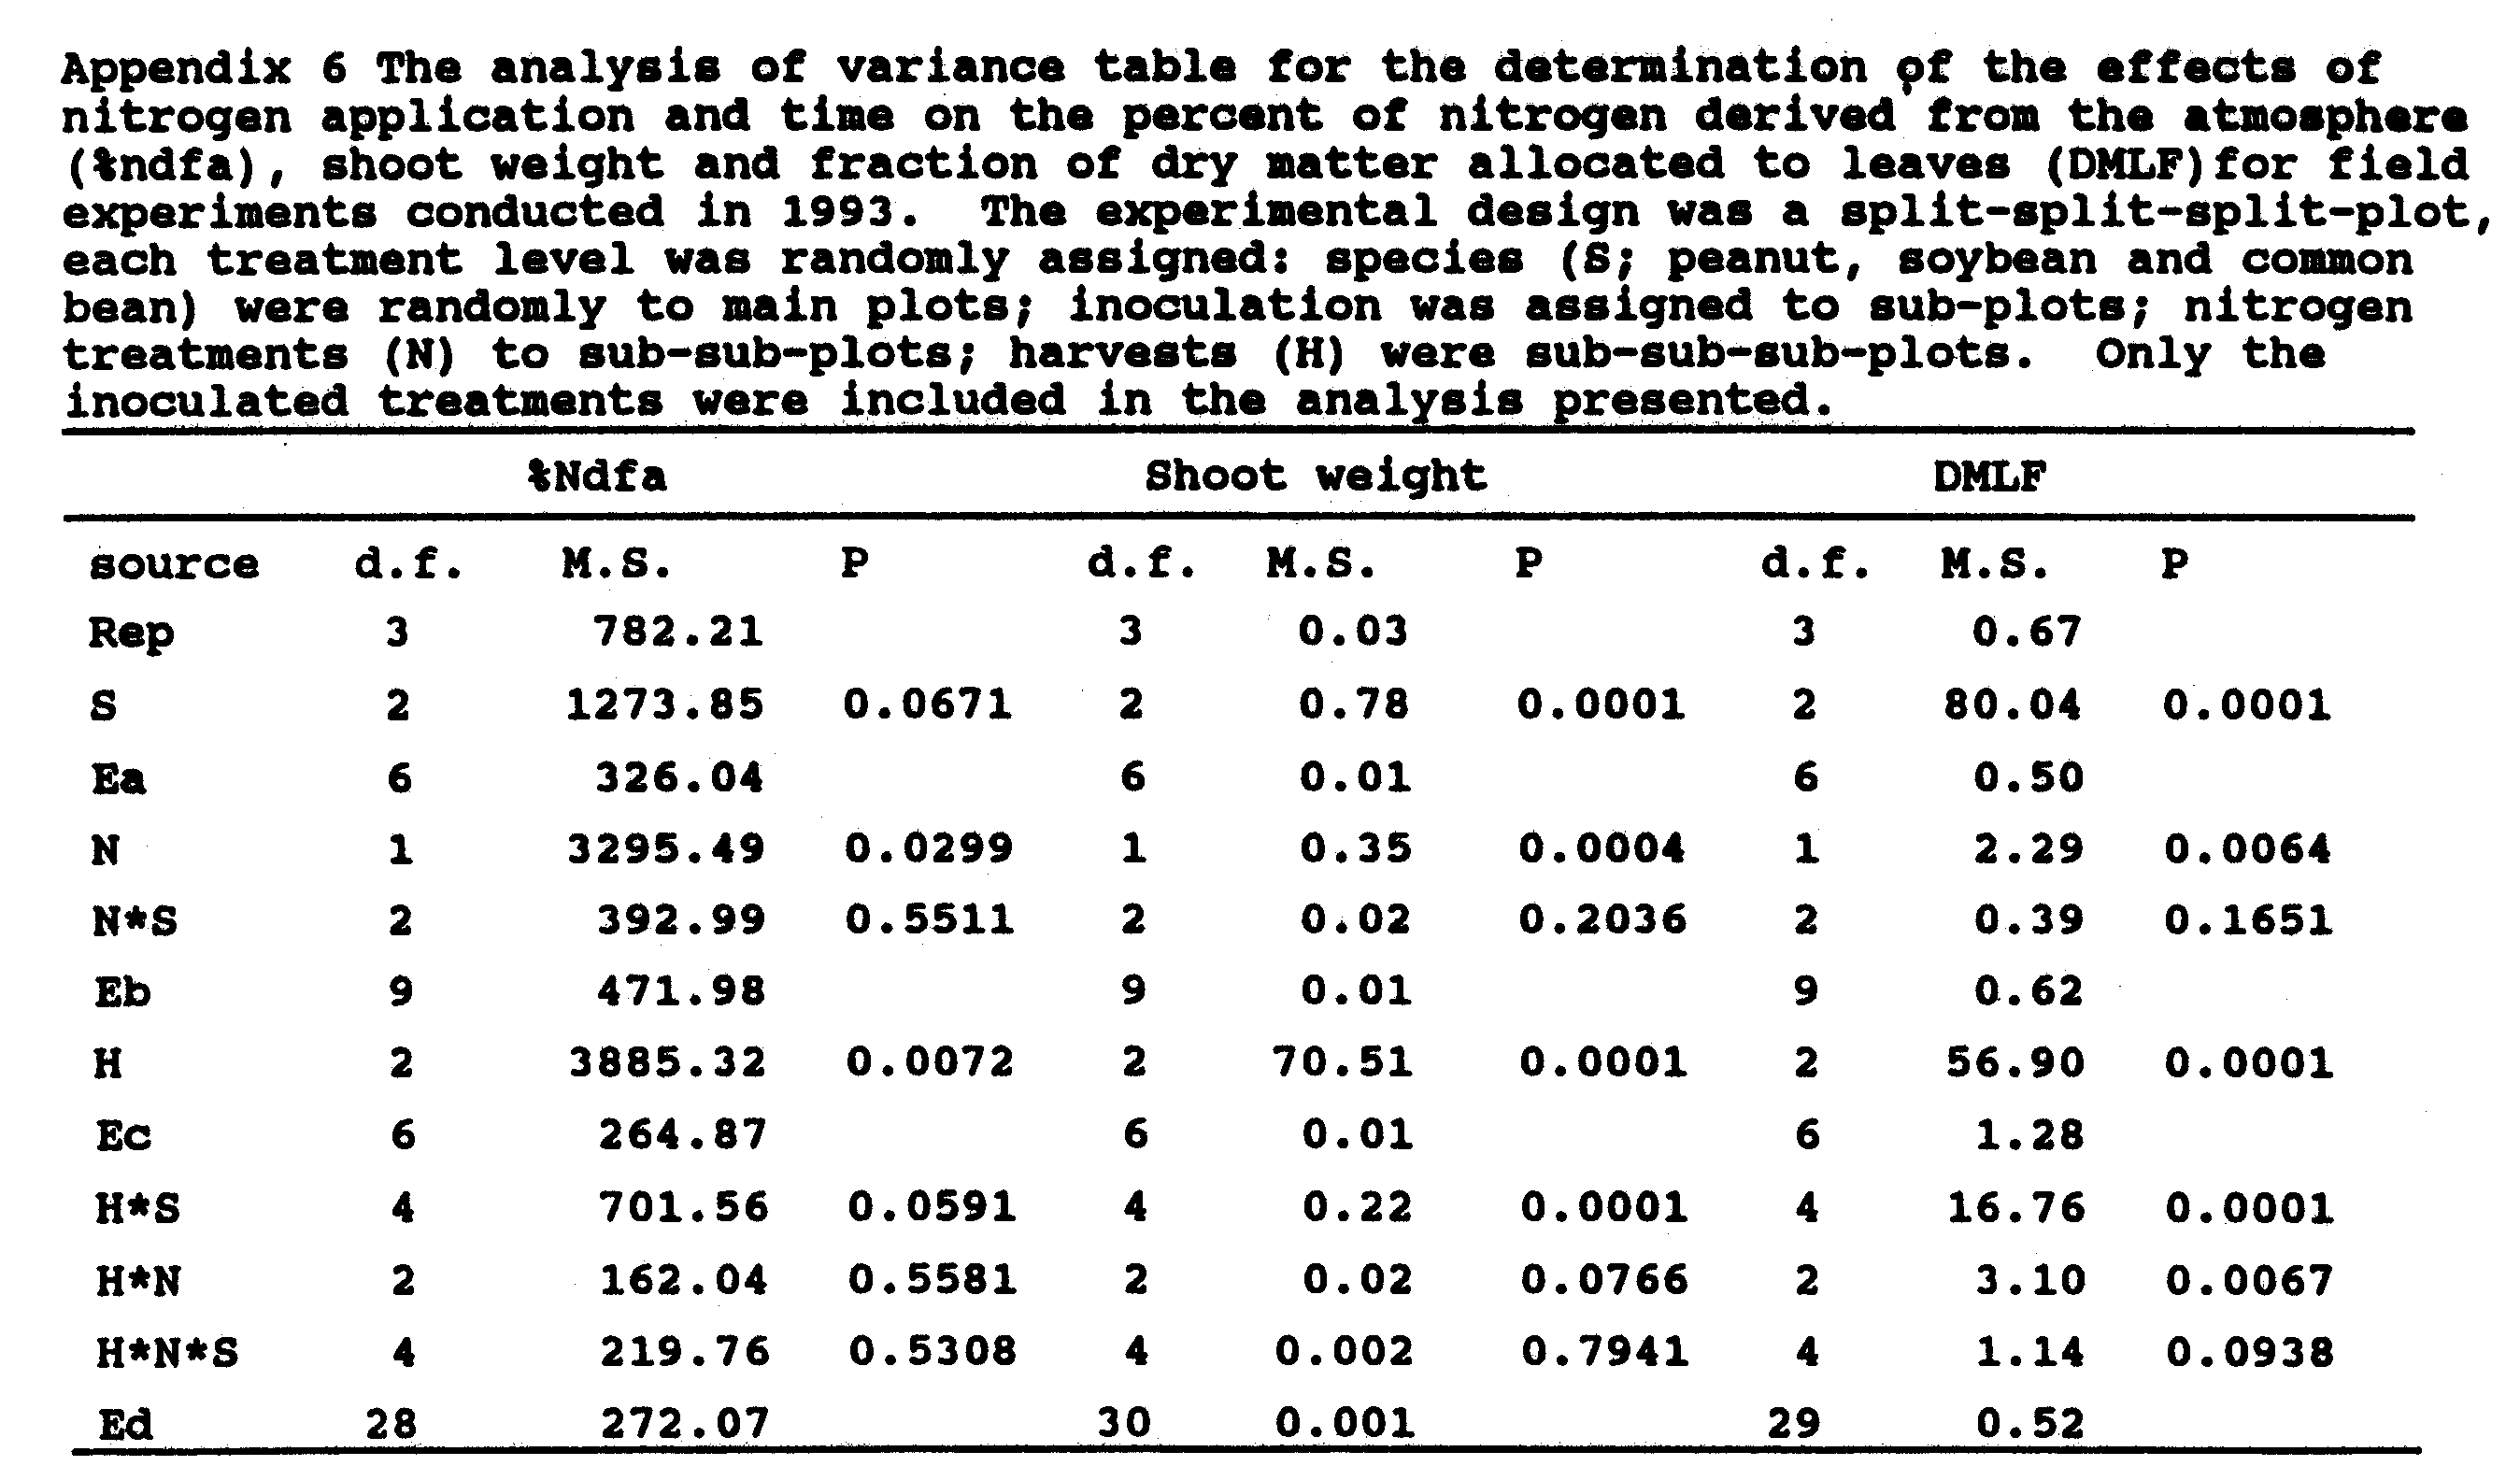 Appendix 6 The analysis of variance table for the determination of the effects of
nitrogen application and time on the percent of nitrogen derived from the atmosphere
(%ndfa), shoot weight and fraction of dry matter allocated to leaves (DMLF)for field
experiments conducted in 1993. The experimental design was a split-split-split-plot,
each treatment level was randomly assigned: species (S; peanut, soybean and common
bean) were randomly to main plots; inoculation was assigned to sub-plots; nitrogen
treatments (N) to sub-sub-plots; harvests (H) were sub-sub-sub-plots. Only the
inoculated treatments were included in the analysis presented.
%Ndfa Shoot weight DMLF
source d.f. M.S. P d.f. M.S. P d.f. M.S. P
Rep 3 782.21 3 0.03 3 0.67
S 2 1273.85 0.0671 2 0.78 0.0001 2 80.04 0.0001
Ea 6 326.04 6 0.01 6 0.50
N 1 3295.49 0.0299 1 0.35 0.0004 1 2.29 0.0064
N*S 2 392.99 0.5511 2 0.02 0.2036 2 0.39 0.1651
Eb 9 471.98 9 0.01 9 0.62
H 2 3885.32 0.0072 2 70.51 0.0001 2 56.90 0.0001
Ec 6 264.87 6 0.01 6 1.28
H*S 4 701.56 0.0591 4 0.22 0.0001 4 16.76 0.0001
H*N 2 162.04 0.5581 2 0.02 0.0766 2 3.10 0.0067
H*N*S 4 219.76 0.5308 4 0.002 0.7941 4 1.14 0.0938
Ed 28 272.07 30 0.001 29 0.52